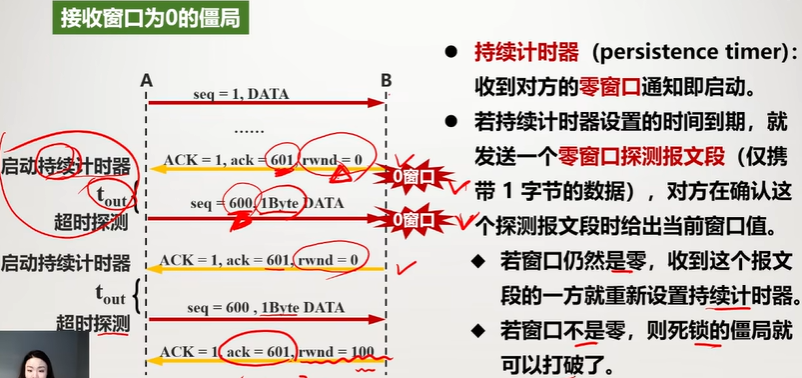 接收窗口为0的僵局
A
B
seq = 1, DATA
......
ACK = 1, ack = 601, rwnd = 0
启动持续计时器
0窗口
tout
seq = 600, 1Byte DATA
超时探测
0窗口
启动持续计时器
ACK = 1, ack = 601, rwnd = 0
tout
seq = 600 , 1Byte DATA
超时探测
ACK = 1, ack = 601, rwnd = 100
● 持续计时器（persistence timer)：
收到对方的零窗口通知即启动。
● 若持续计时器设置的时间到期，就
发送一个零窗口探测报文段（仅携
带 1 字节的数据），对方在确认这
个探测报文段时给出当前窗口值。
◆ 若窗口仍然是零，收到这个报文
段的一方就重新设置持续计时器。
◆ 若窗口不是零，则死锁的僵局就
可以打破了。